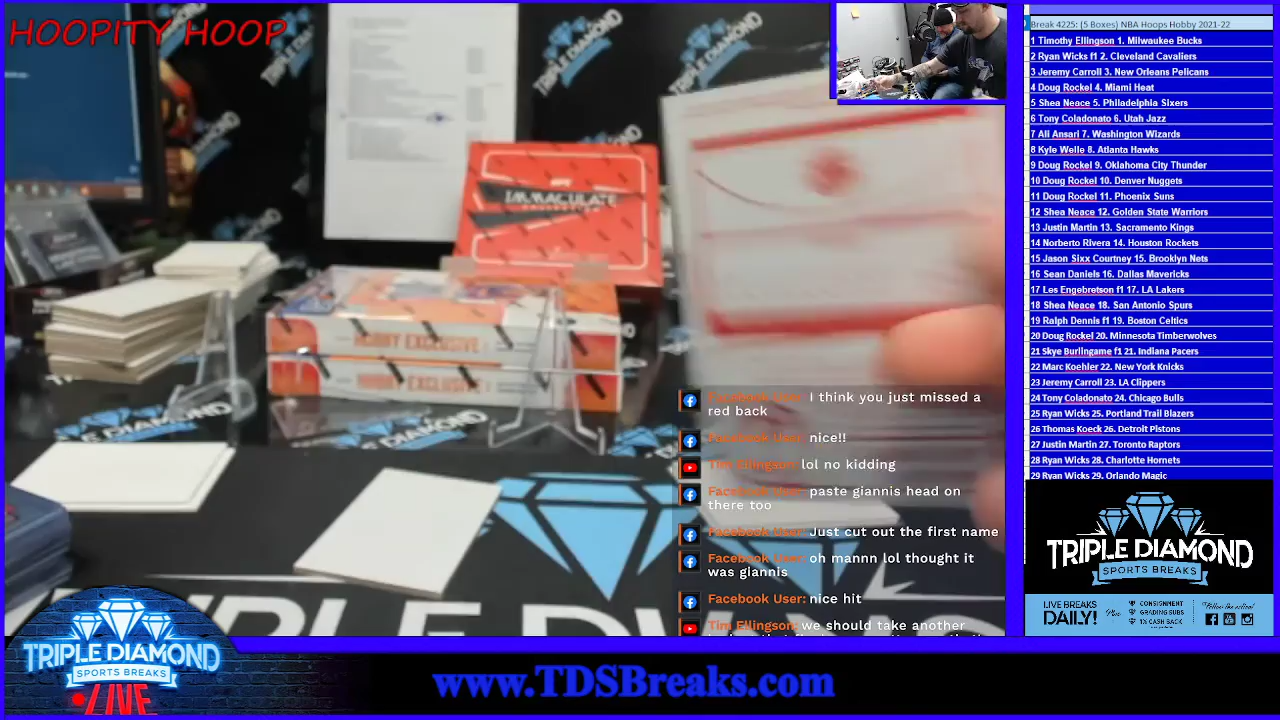 HOOPITY HOOP
IMMACULATE
COLLECTION
HOBBY EXCLUSIVE
HOBBY EXCLUSIVE
TRIPLE DIAMOND
Facebook User: I think you just missed a
red back
Facebook User: nice!!
Tim Ellingson: lol no kidding
Facebook User: paste giannis head on
there too
Facebook User: Just cut out the first name
Facebook User: oh mannn lol thought it
was giannis
Facebook User: nice hit
Tim Ellingson: we should take another
Break 4225: (5 Boxes) NBA Hoops Hobby 2021-22
1 Timothy Ellingson 1. Milwaukee Bucks
2 Ryan Wicks f1 2. Cleveland Cavaliers
3 Jeremy Carroll 3. New Orleans Pelicans
4 Doug Rockel 4. Miami Heat
5 Shea Neace 5. Philadelphia Sixers
6 Tony Coladonato 6. Utah Jazz
7 Ali Ansari 7. Washington Wizards
8 Kyle Welle 8. Atlanta Hawks
9 Doug Rockel 9. Oklahoma City Thunder
10 Doug Rockel 10. Denver Nuggets
11 Doug Rockel 11. Phoenix Suns
12 Shea Neace 12. Golden State Warriors
13 Justin Martin 13. Sacramento Kings
14 Norberto Rivera 14. Houston Rockets
15 Jason Sixx Courtney 15. Brooklyn Nets
16 Sean Daniels 16. Dallas Mavericks
17 Les Engebretson f1 17. LA Lakers
18 Shea Neace 18. San Antonio Spurs
19 Ralph Dennis f1 19. Boston Celtics
20 Doug Rockel 20. Minnesota Timberwolves
21 Skye Burlingame f1 21. Indiana Pacers
22 Marc Koehler 22. New York Knicks
23 Jeremy Carroll 23. LA Clippers
24 Tony Coladonato 24. Chicago Bulls
25 Ryan Wicks 25. Portland Trail Blazers
26 Thomas Koeck 26. Detroit Pistons
27 Justin Martin 27. Toronto Raptors
28 Ryan Wicks 28. Charlotte Hornets
29 Ryan Wicks 29. Orlando Magic
TRIPLE DIAMOND
SPORTS BREAKS
LIVE BREAKS
DAILY!
Plus
CONSIGNMENT
GRADING SUBS
1% CASH BACK
Follow the action!
TRIPLE DIAMOND
SPORTS BREAKS
LIVE
www.TDSBreaks.com